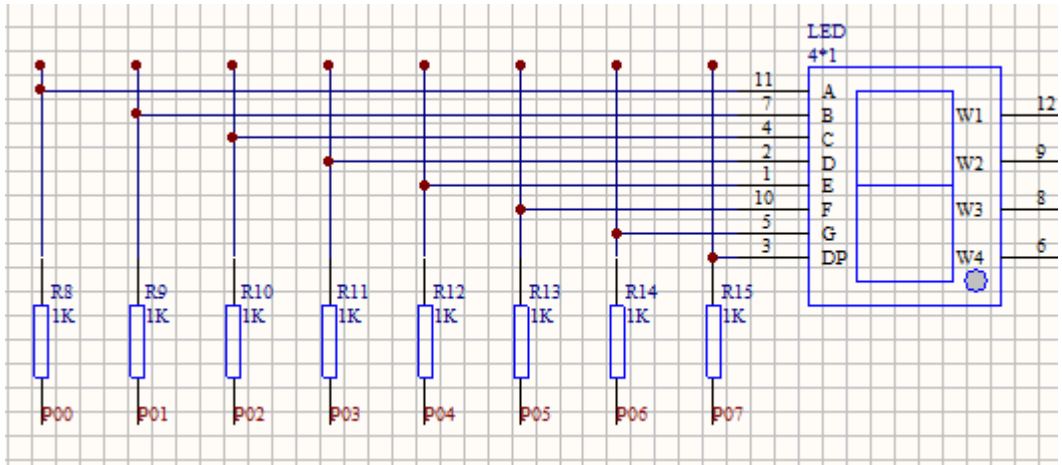 LED
4*1
11 A
7 B W1 12
4 C
2 D W2 9
1 E
10 F W3 8
5 G
3 DP W4 6
R8 R9 R10 R11 R12 R13 R14 R15
1K 1K 1K 1K 1K 1K 1K 1K
P00 P01 P02 P03 P04 P05 P06 P07